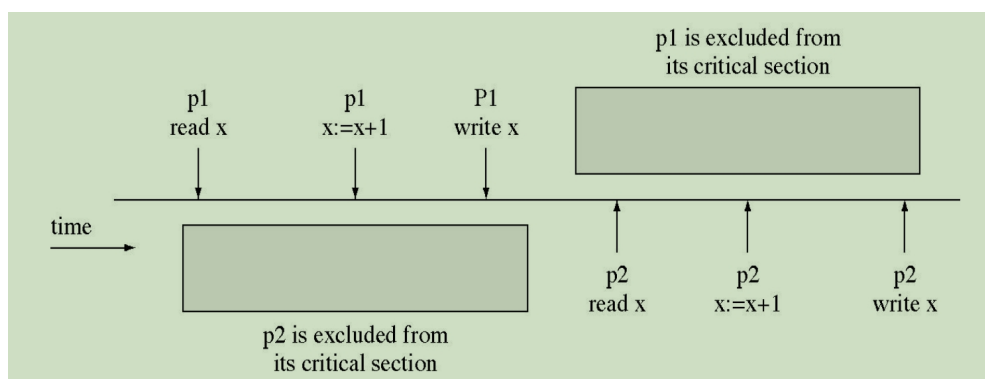 p1 is excluded from
its critical section
p1
read x
p1
x:=x+1
P1
write x
time
p2
read x
p2
x:=x+1
p2
write x
p2 is excluded from
its critical section